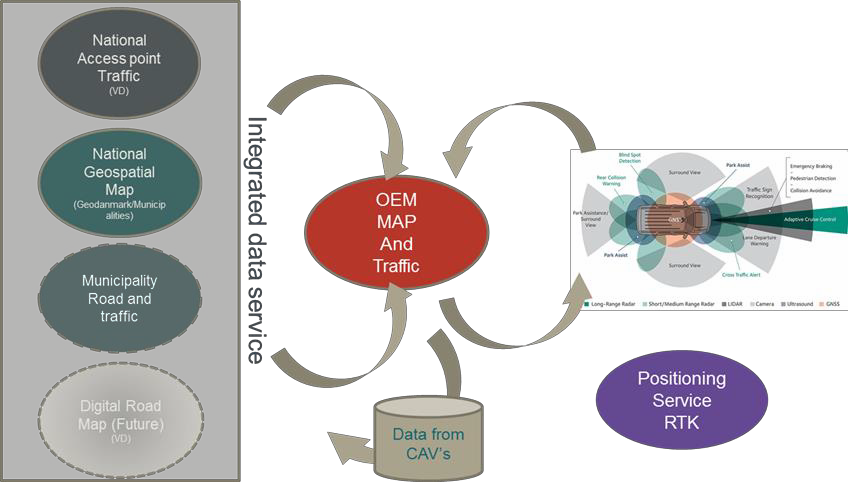 National
Access point
Traffic
(VD)
National
Geospatial
Map
(Geodanmark/Municip
alities)
Municipality
Road and
traffic
Digital Road
Map (Future)
(VD)
Integrated data service
OEM
MAP
And
Traffic
Data from
CAV's
Blind Spot
Detection
Surround View
Park Assist
Emergency Braking
Pedestrian Detection
Collision Avoidance
Rear Collision
Warning
Traffic Sign
Recognition
Park Assistance/
Surround
View
GNSS
Adaptive Cruise Control
Lane Departure
Warning
Park Assist
Surround View
Cross Traffic Alert
Long-Range Radar
Short/Medium Range Radar
LIDAR
Camera
Ultrasound
GNSS
Positioning
Service
RTK